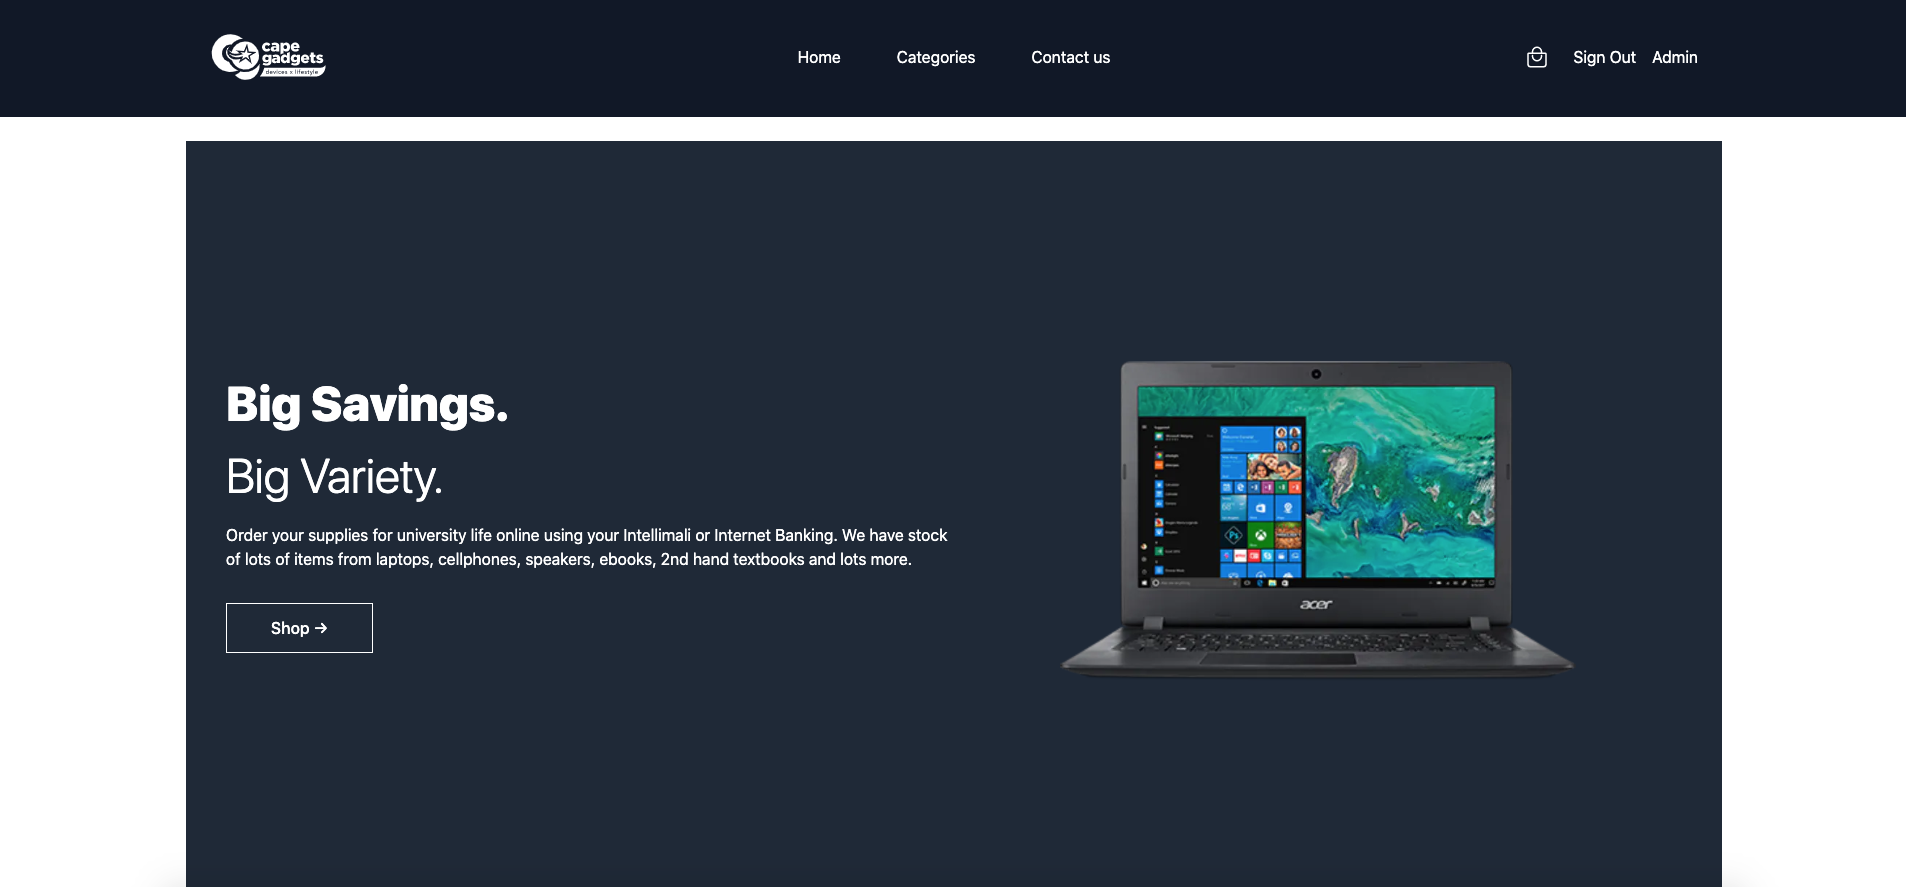 cape
gadgets
devices x lifestyle
Home
Categories
Contact us
Sign Out
Admin
Big Savings.
Big Variety.
Order your supplies for university life online using your Intellimali or Internet Banking. We have stock
of lots of items from laptops, cellphones, speakers, ebooks, 2nd hand textbooks and lots more.
Shop →
acer